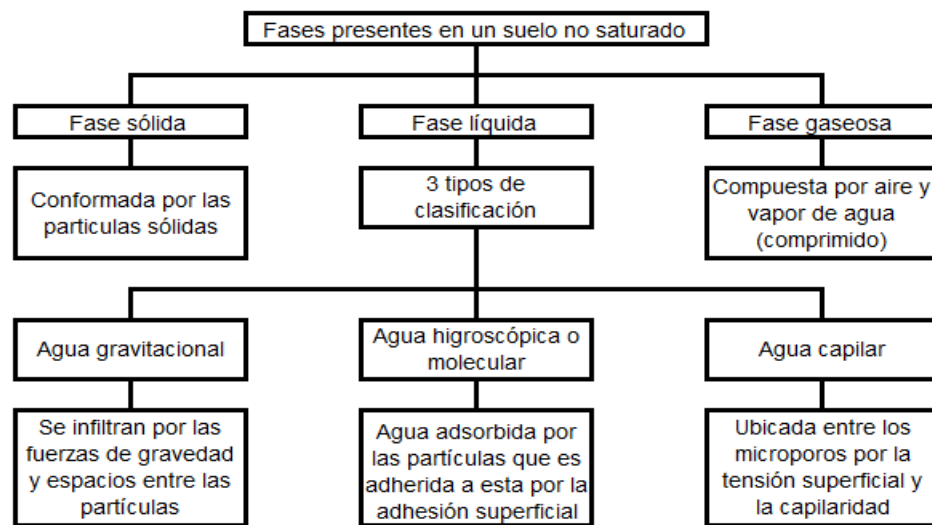 Fases presentes en un suelo no saturado
Fase sólida
Fase líquida
Fase gaseosa
Conformada por las
particulas sólidas
3 tipos de
clasificación
Compuesta por aire y
vapor de agua
(comprimido)
Agua gravitacional
Agua higroscópica o
molecular
Agua capilar
Se infiltran por las
fuerzas de gravedad
y espacios entre las
partículas
Agua adsorbida por
las partículas que es
adherida a esta por la
adhesión superficial
Ubicada entre los
microporos por la
tensión superficial y
la capilaridad